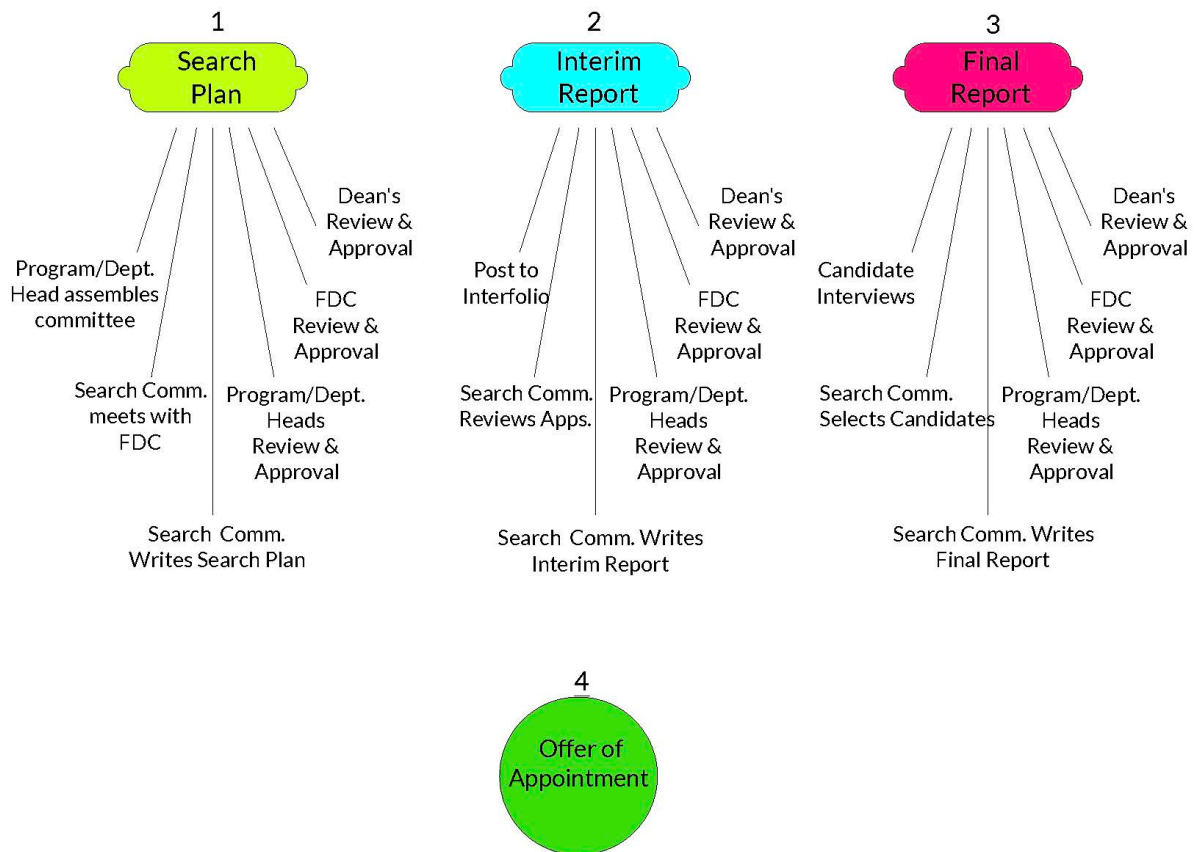 1
Search
Plan
Program/Dept.
Head assembles
committee
Search Comm.
meets with
FDC
Search Comm.
Writes Search Plan
Program/Dept.
Heads
Review &
Approval
FDC
Review &
Approval
Dean's
Review &
Approval
2
Interim
Report
Post to
Interfolio
Search Comm.
Reviews Apps.
Search Comm. Writes
Interim Report
Program/Dept.
Heads
Review &
Approval
FDC
Review &
Approval
Dean's
Review &
Approval
3
Final
Report
Candidate
Interviews
Search Comm.
Selects Candidates
Search Comm. Writes
Final Report
Program/Dept.
Heads
Review &
Approval
FDC
Review &
Approval
Dean's
Review &
Approval
4
Offer of
Appointment